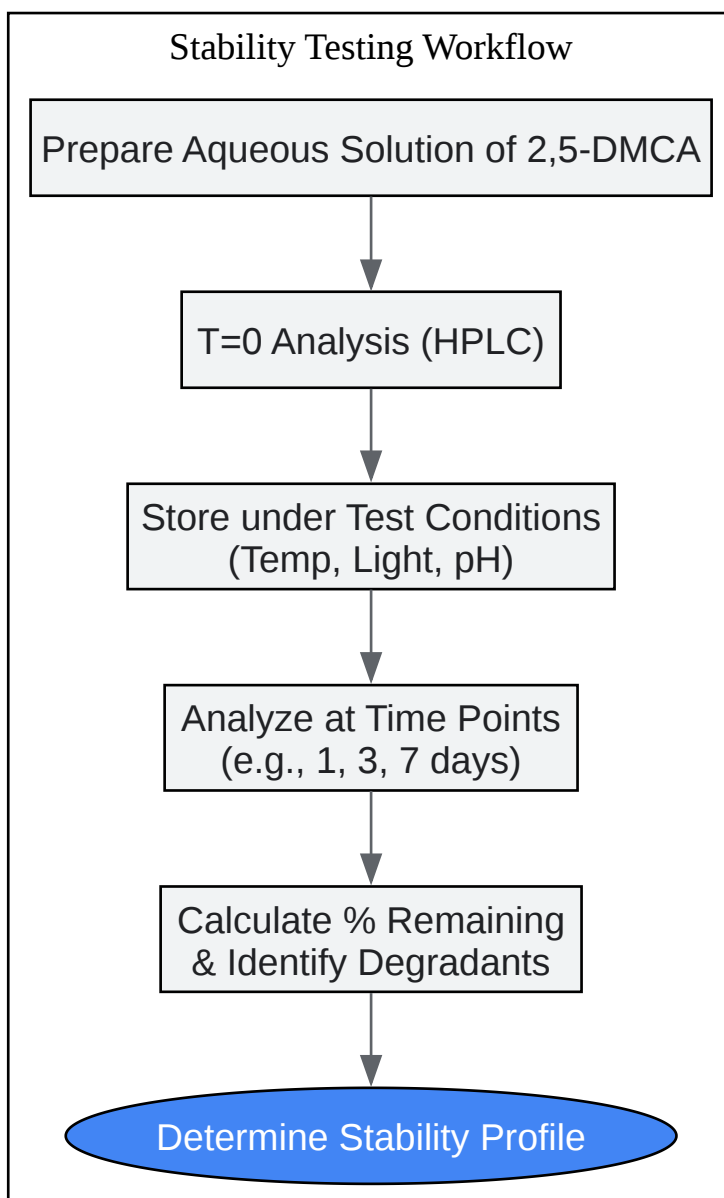 Stability Testing Workflow
Prepare Aqueous Solution of 2,5-DMCA
T=0 Analysis (HPLC)
Store under Test Conditions
(Temp, Light, pH)
Analyze at Time Points
(e.g., 1, 3, 7 days)
Calculate % Remaining
& Identify Degradants
Determine Stability Profile